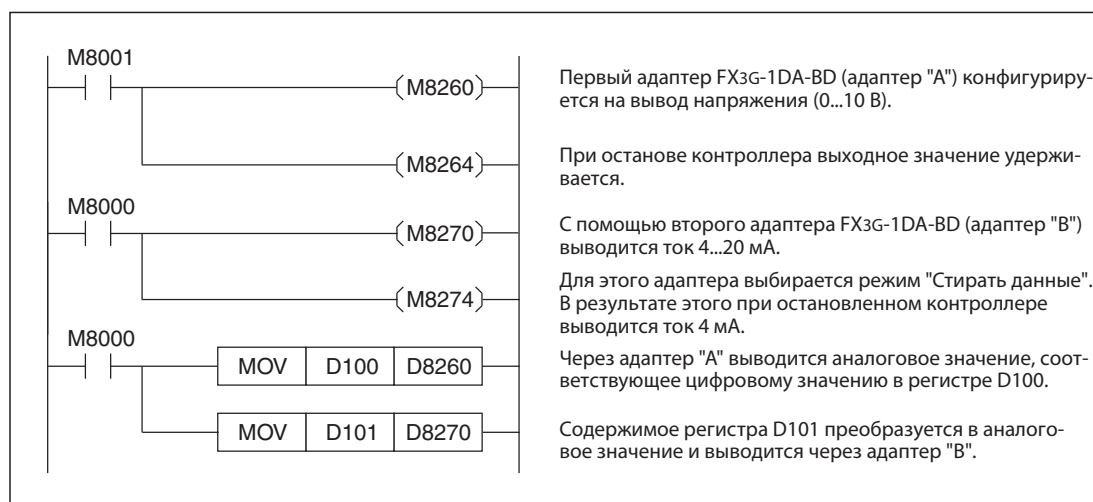 M8001
M8260
Первый адаптер FX3G-1DA-BD (адаптер "A") конфигуриру-
ется на вывод напряжения (0...10 В).
M8264
При останове контроллера выходное значение удержи-
вается.
M8000
M8270
С помощью второго адаптера FX3G-1DA-BD (адаптер "B")
выводится ток 4...20 мА.
M8274
Для этого адаптера выбирается режим "Стирать данные".
В результате этого при остановленном контроллере
выводится ток 4 мА.
M8000
MOV D100 D8260
Через адаптер "A" выводится аналоговое значение, соот-
ветствующее цифровому значению в регистре D100.
MOV D101 D8270
Содержимое регистра D101 преобразуется в аналого-
вое значение и выводится через адаптер "B".